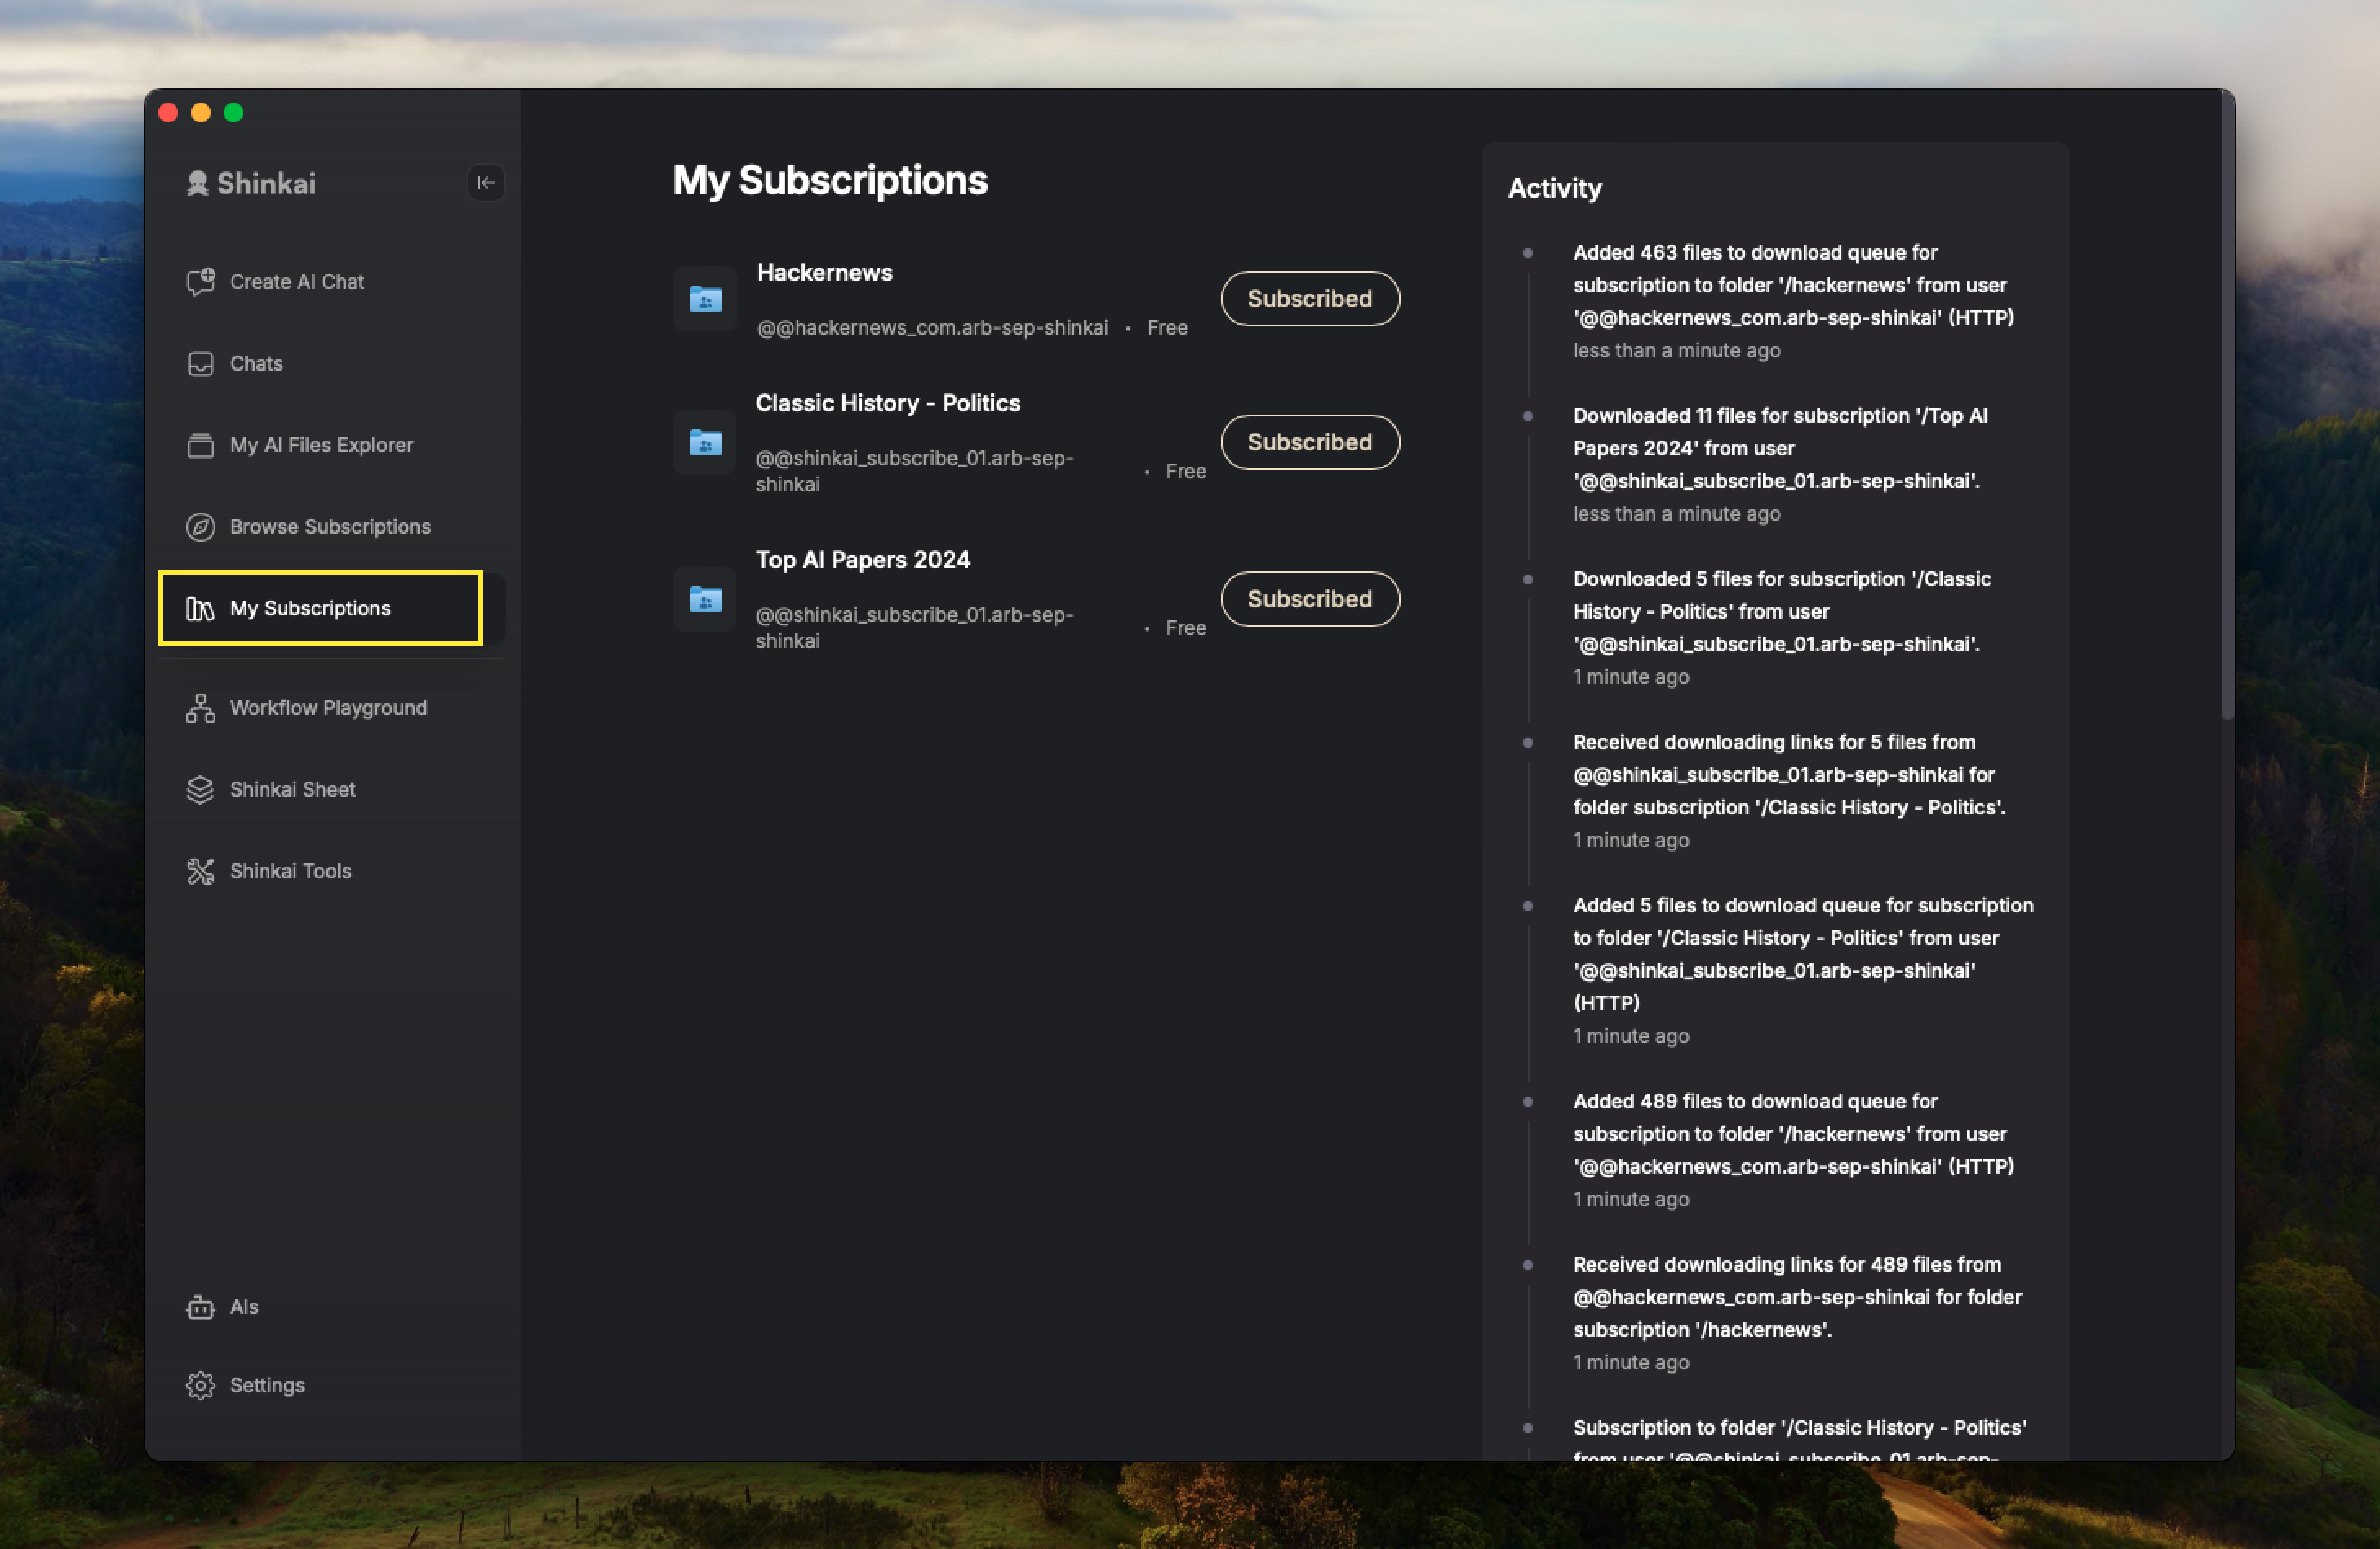 Shinkai
Create AI Chat
Chats
My AI Files Explorer
Browse Subscriptions
My Subscriptions
Workflow Playground
Shinkai Sheet
Shinkai Tools
AIs
Settings
My Subscriptions
Hackernews
@@hackernews_com.arb-sep-shinkai • Free
Subscribed
Classic History - Politics
@@shinkai_subscribe_01.arb-sep-
shinkai
• Free
Subscribed
Top AI Papers 2024
@@shinkai_subscribe_01.arb-sep-
shinkai
• Free
Subscribed
Activity
Added 463 files to download queue for
subscription to folder '/hackernews' from user
'@@hackernews_com.arb-sep-shinkai' (HTTP)
less than a minute ago
Downloaded 11 files for subscription '/Top AI
Papers 2024' from user
'@@shinkai_subscribe_01.arb-sep-shinkai'.
less than a minute ago
Downloaded 5 files for subscription '/Classic
History - Politics' from user
'@@shinkai_subscribe_01.arb-sep-shinkai'.
1 minute ago
Received downloading links for 5 files from
@@shinkai_subscribe_01.arb-sep-shinkai for
folder subscription '/Classic History - Politics'.
1 minute ago
Added 5 files to download queue for subscription
to folder '/Classic History - Politics' from user
'@@shinkai_subscribe_01.arb-sep-shinkai'
(HTTP)
1 minute ago
Added 489 files to download queue for
subscription to folder '/hackernews' from user
'@@hackernews_com.arb-sep-shinkai' (HTTP)
1 minute ago
Received downloading links for 489 files from
@@hackernews_com.arb-sep-shinkai for folder
subscription '/hackernews'.
1 minute ago
Subscription to folder '/Classic History - Politics'
from user '@@shinkai_subscribe_01.arb-sep-